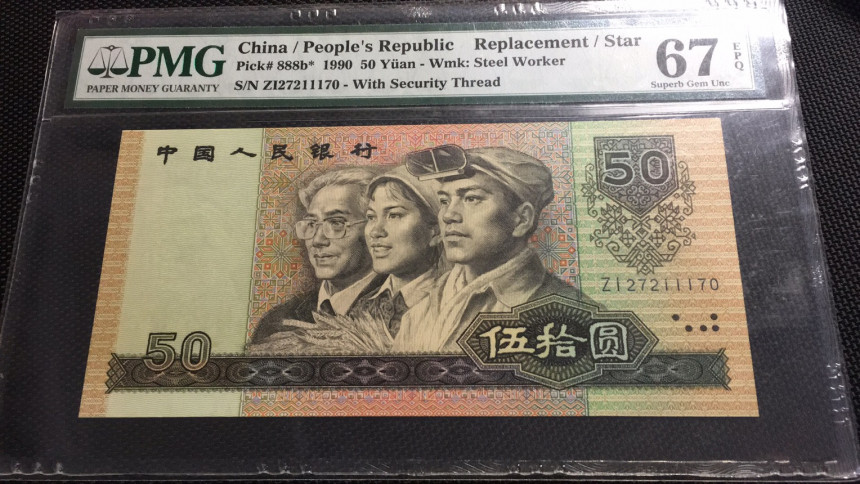 PMG
PAPER MONEY GUARANTY
China / People's Republic Replacement / Star
Pick# 888b* 1990 50 Yüan - Wmk: Steel Worker
S/N ZI27211170 - With Security Thread
67 EPQ
Superb Gem Unc
中国人民银行
50
ZI27211170
50
伍拾圆